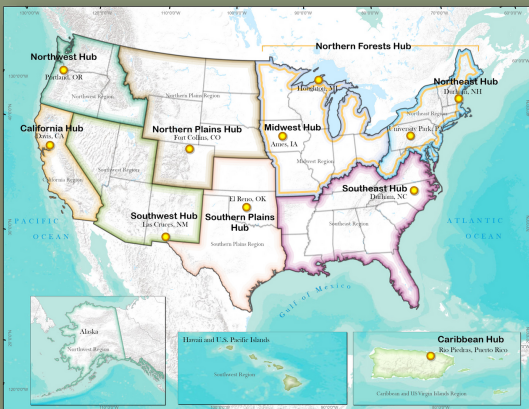 Northern Forests Hub
Northwest Hub
Portland, OR
Northwest Region
Northern Plains Region
Houghton, MI
Northeast Hub
Durham, NH
Northeast Region
California Hub
Davis, CA
California Region
Northern Plains Hub
Fort Collins, CO
Midwest Hub
Ames, IA
Midwest Region
University Park, PA
Southwest Region
Southwest Hub
Las Cruces, NM
El Reno, OK
Southern Plains
Hub
Southern Plains Region
Southeast Hub
Durham, NC
Southeast Region
PACIFIC
OCEAN
ATLANTIC
OCEAN
Gulf of Mexico
Alaska
Northwest Region
Hawaii and U.S. Pacific Islands
Southwest Region
Caribbean Hub
Rio Piedras, Puerto Rico
Caribbean and US Virgin Islands Region